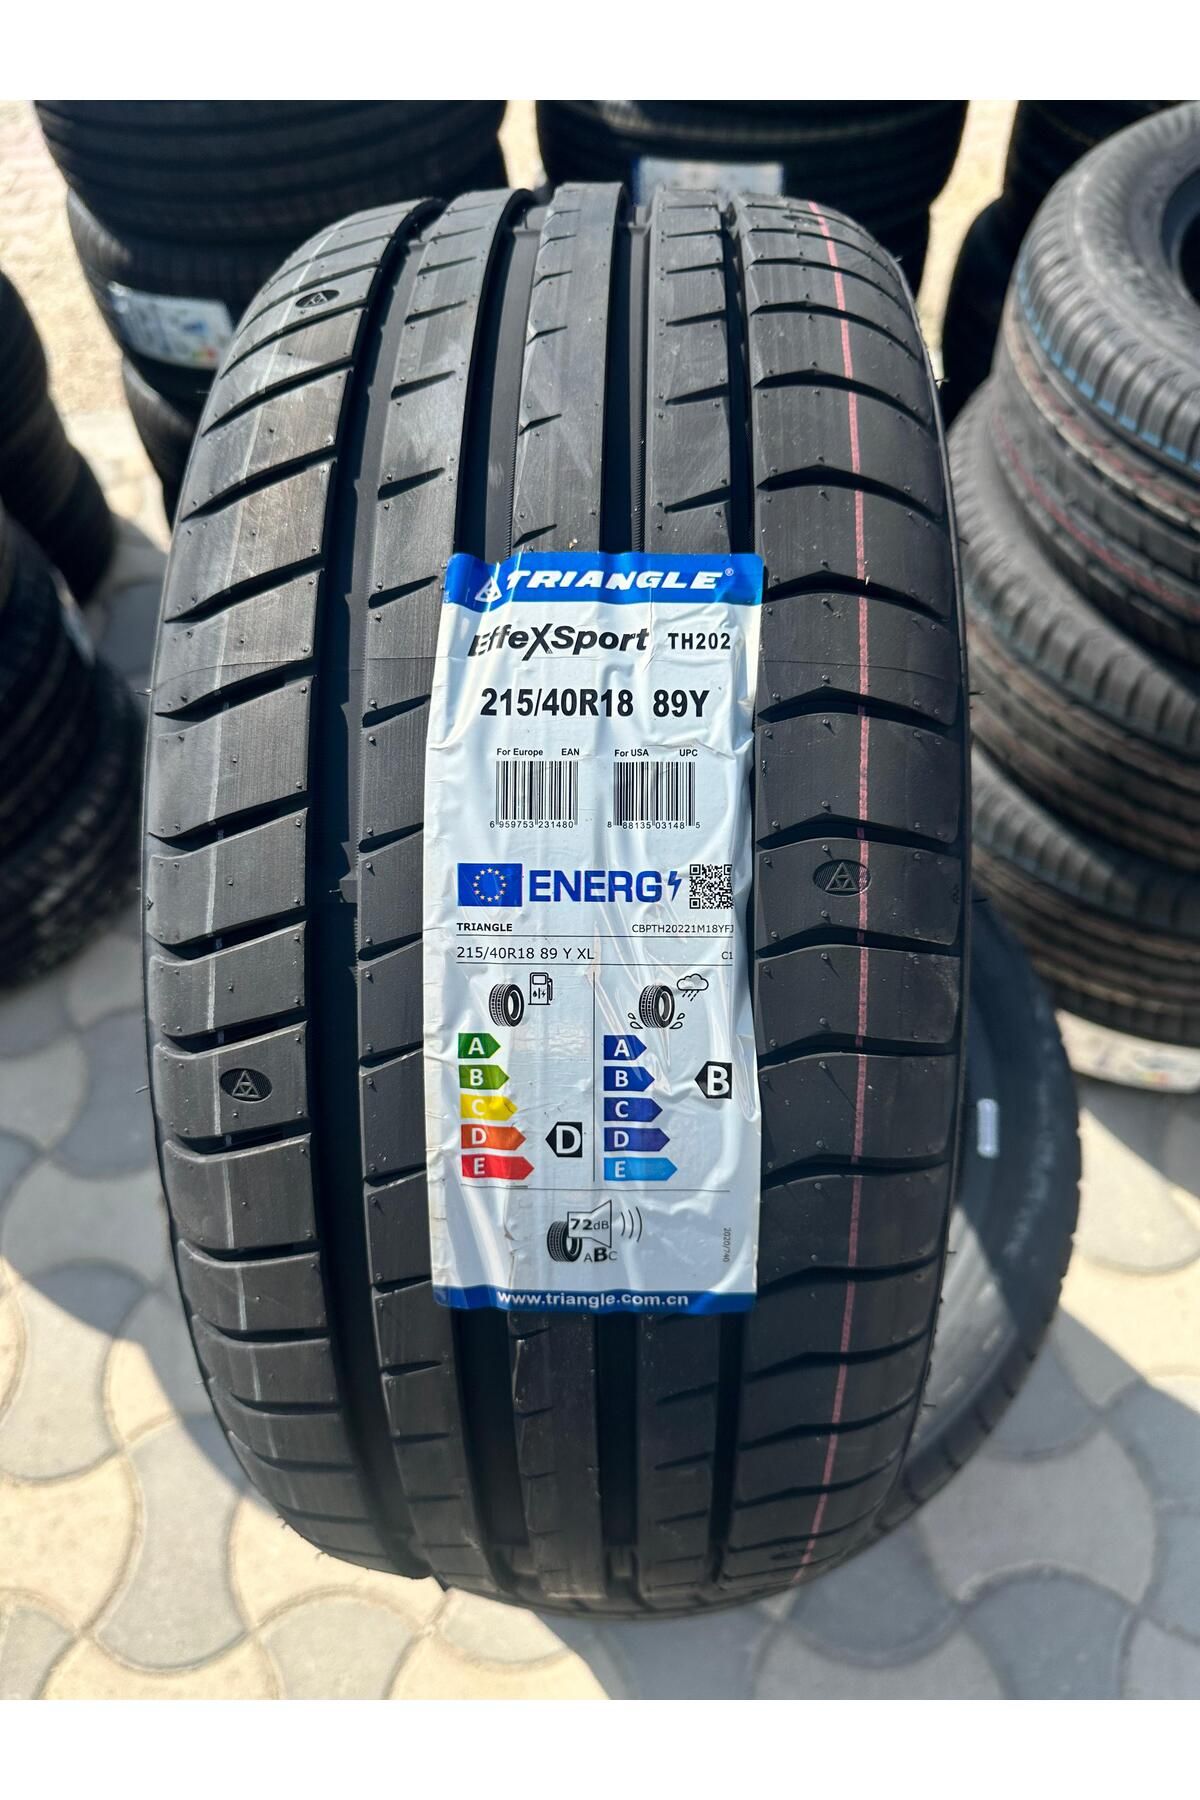 TRIANGLE®
EffeXSport TH202
215/40R18 89Y
For Europe EAN For USA UPC
6 959753 231480 8 88135 03148 5
ENERG
TRIANGLE CBPTH20221M18YFJ
215/40R18 89 Y XL C1
A A
B B B
C C
D D D
E E
72dB
ABC
2020/740
www.triangle.com.cn